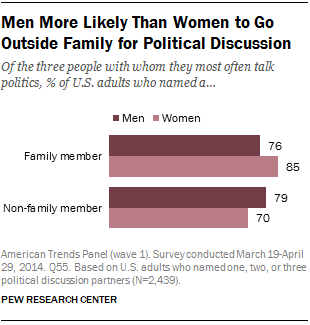 Men More Likely Than Women to Go
Outside Family for Political Discussion
Of the three people with whom they most often talk
politics, % of U.S. adults who named a...
Men Women
Family member 76
85
Non-family member 79
70
American Trends Panel (wave 1). Survey conducted March 19-April
29, 2014. Q55. Based on U.S. adults who named one, two, or three
political discussion partners (N=2,439).
PEW RESEARCH CENTER